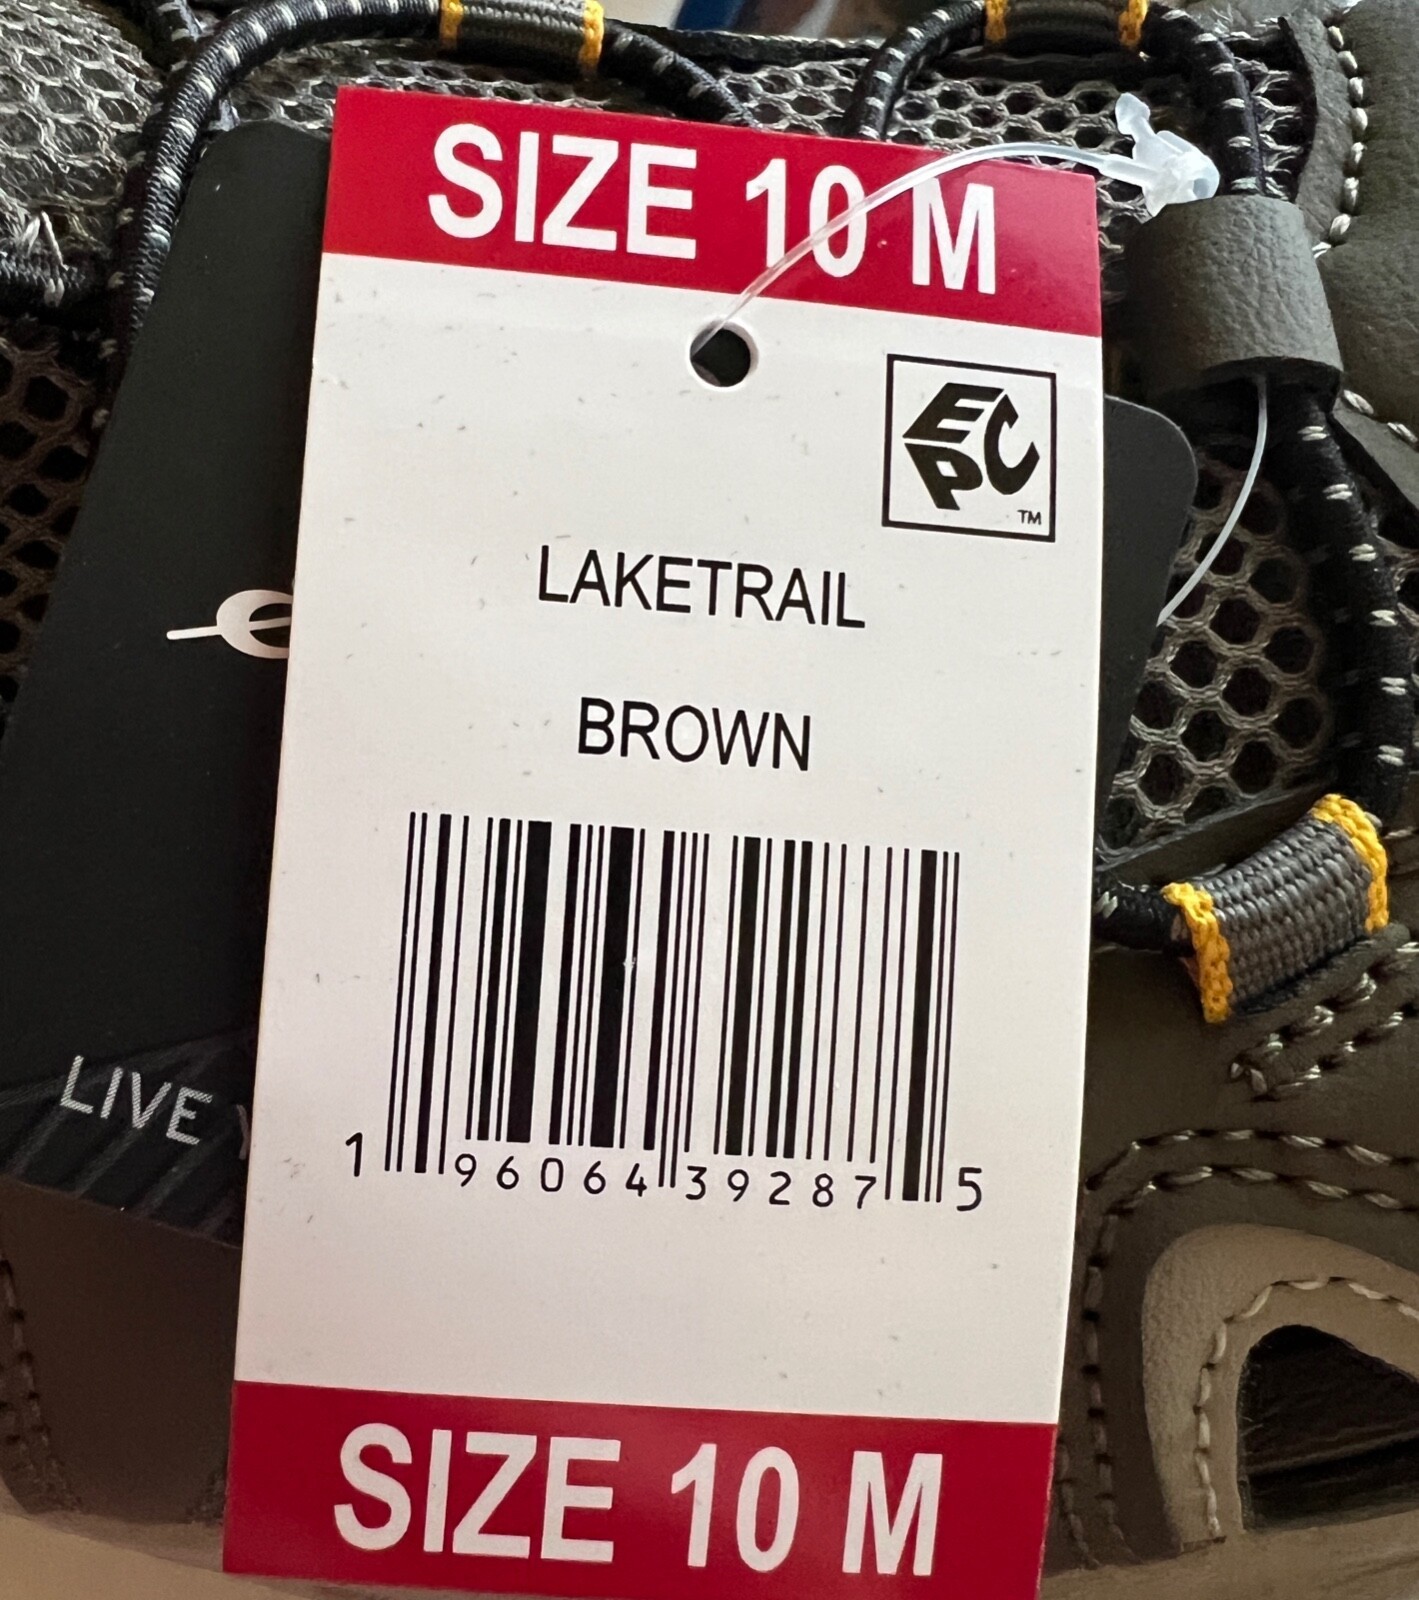 SIZE 10 M
EPC
TM
LAKETRAIL
BROWN
1 96064 39287 5
LIVE
SIZE 10 M